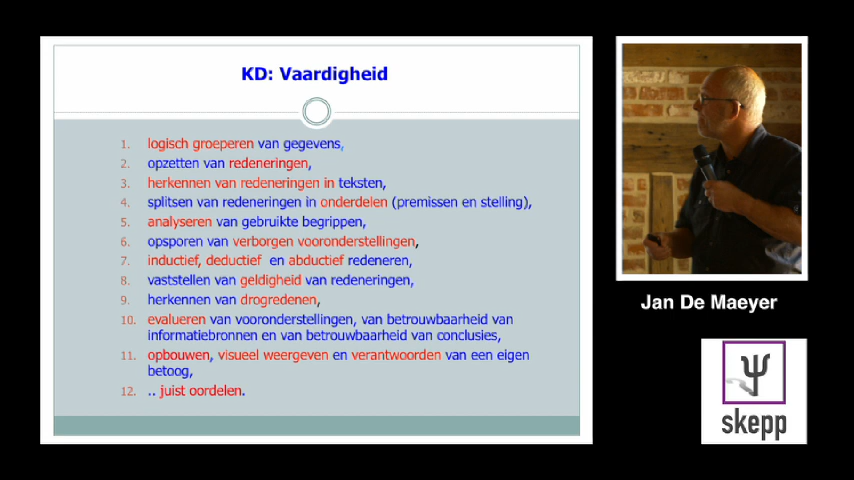 KD: Vaardigheid
1. logisch groeperen van gegevens,
2. opzetten van redeneringen,
3. herkennen van redeneringen in teksten,
4. splitsen van redeneringen in onderdelen (premissen en stelling),
5. analyseren van gebruikte begrippen,
6. opsporen van verborgen vooronderstellingen,
7. inductief, deductief en abductief redeneren,
8. vaststellen van geldigheid van redeneringen,
9. herkennen van drogredenen,
10. evalueren van vooronderstellingen, van betrouwbaarheid van
informatiebronnen en van betrouwbaarheid van conclusies,
11. opbouwen, visueel weergeven en verantwoorden van een eigen
betoog,
12. .. juist oordelen.
Jan De Maeyer
skepp